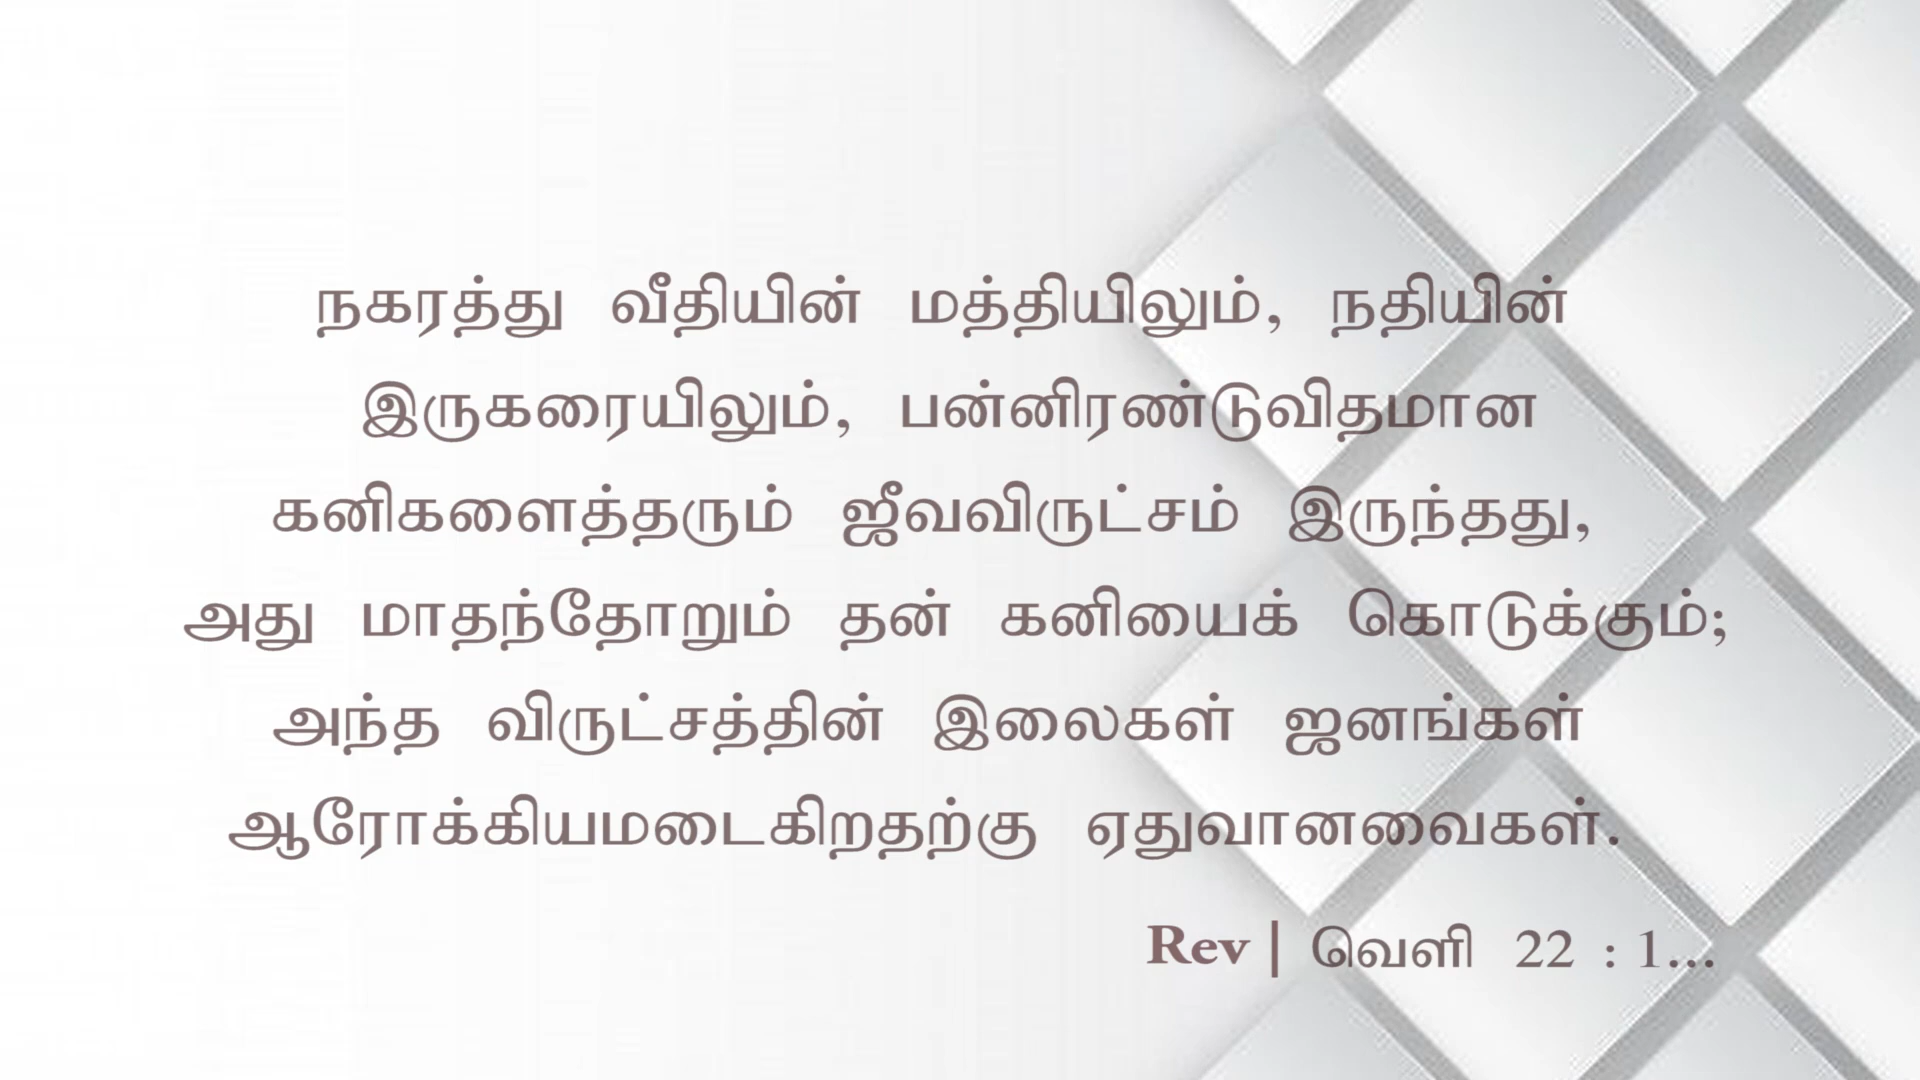 நகரத்து வீதியின் மத்தியிலும், நதியின்
இருகரையிலும், பன்னிரண்டுவிதமான
கனிகளைத்தரும் ஜீவவிருட்சம் இருந்தது,
அது மாதந்தோறும் தன் கனியைக் கொடுக்கும்;
அந்த விருட்சத்தின் இலைகள் ஜனங்கள்
ஆரோக்கியமடைகிறதற்கு ஏதுவானவைகள்.
Rev | வெளி 22 : 1...